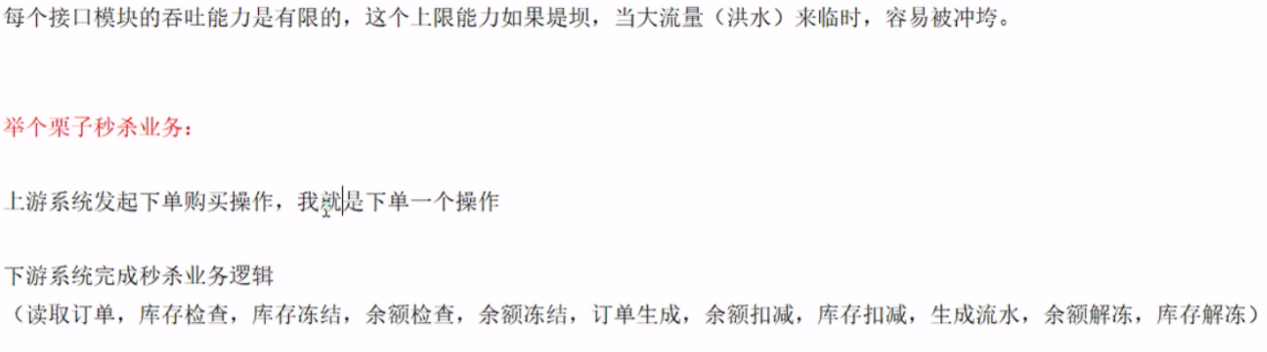 每个接口模块的吞吐能力是有限的，这个上限能力如果堤坝，当大流量（洪水）来临时，容易被冲垮。
举个栗子秒杀业务：
上游系统发起下单购买操作，我就是下单一个操作
下游系统完成秒杀业务逻辑
（读取订单，库存检查，库存冻结，余额检查，余额冻结，订单生成，余额扣减，库存扣减，生成流水，余额解冻，库存解冻）